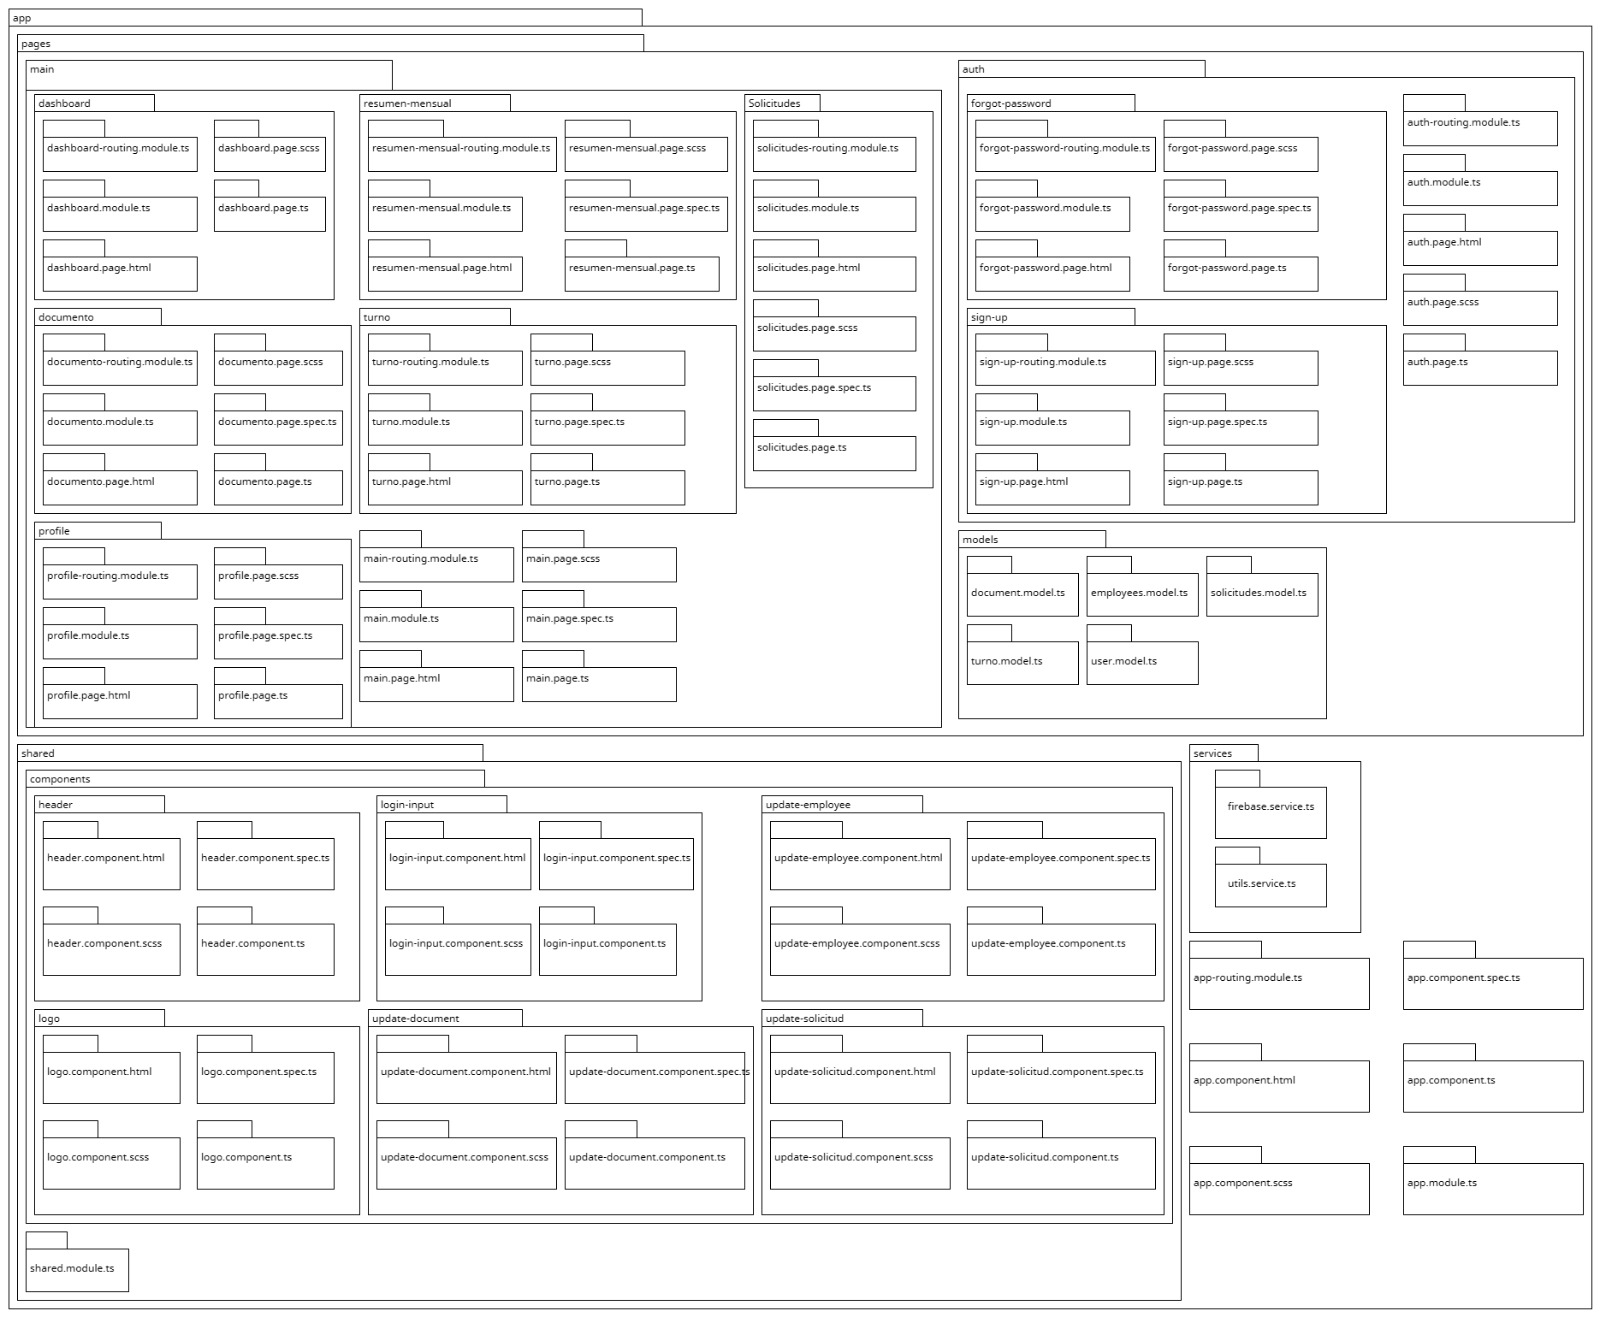 app
pages
main
dashboard
dashboard-routing.module.ts
dashboard.page.scss
dashboard.module.ts
dashboard.page.ts
dashboard.page.html
resumen-mensual
resumen-mensual-routing.module.ts
resumen-mensual.page.scss
resumen-mensual.module.ts
resumen-mensual.page.spec.ts
resumen-mensual.page.html
resumen-mensual.page.ts
Solicitudes
solicitudes-routing.module.ts
solicitudes.module.ts
solicitudes.page.html
solicitudes.page.scss
solicitudes.page.spec.ts
solicitudes.page.ts
documento
documento-routing.module.ts
documento.page.scss
documento.module.ts
documento.page.spec.ts
documento.page.html
documento.page.ts
turno
turno-routing.module.ts
turno.page.scss
turno.module.ts
turno.page.spec.ts
turno.page.html
turno.page.ts
profile
profile-routing.module.ts
profile.page.scss
profile.module.ts
profile.page.spec.ts
profile.page.html
profile.page.ts
main-routing.module.ts
main.page.scss
main.module.ts
main.page.spec.ts
main.page.html
main.page.ts
auth
forgot-password
forgot-password-routing.module.ts
forgot-password.page.scss
forgot-password.module.ts
forgot-password.page.spec.ts
forgot-password.page.html
forgot-password.page.ts
auth-routing.module.ts
auth.module.ts
auth.page.html
auth.page.scss
auth.page.ts
sign-up
sign-up-routing.module.ts
sign-up.page.scss
sign-up.module.ts
sign-up.page.spec.ts
sign-up.page.html
sign-up.page.ts
models
document.model.ts
employees.model.ts
solicitudes.model.ts
turno.model.ts
user.model.ts
shared
components
header
header.component.html
header.component.spec.ts
header.component.scss
header.component.ts
login-input
login-input.component.html
login-input.component.spec.ts
login-input.component.scss
login-input.component.ts
update-employee
update-employee.component.html
update-employee.component.spec.ts
update-employee.component.scss
update-employee.component.ts
logo
logo.component.html
logo.component.spec.ts
logo.component.scss
logo.component.ts
update-document
update-document.component.html
update-document.component.spec.ts
update-document.component.scss
update-document.component.ts
update-solicitud
update-solicitud.component.html
update-solicitud.component.spec.ts
update-solicitud.component.scss
update-solicitud.component.ts
shared.module.ts
services
firebase.service.ts
utils.service.ts
app-routing.module.ts
app.component.spec.ts
app.component.html
app.component.ts
app.component.scss
app.module.ts